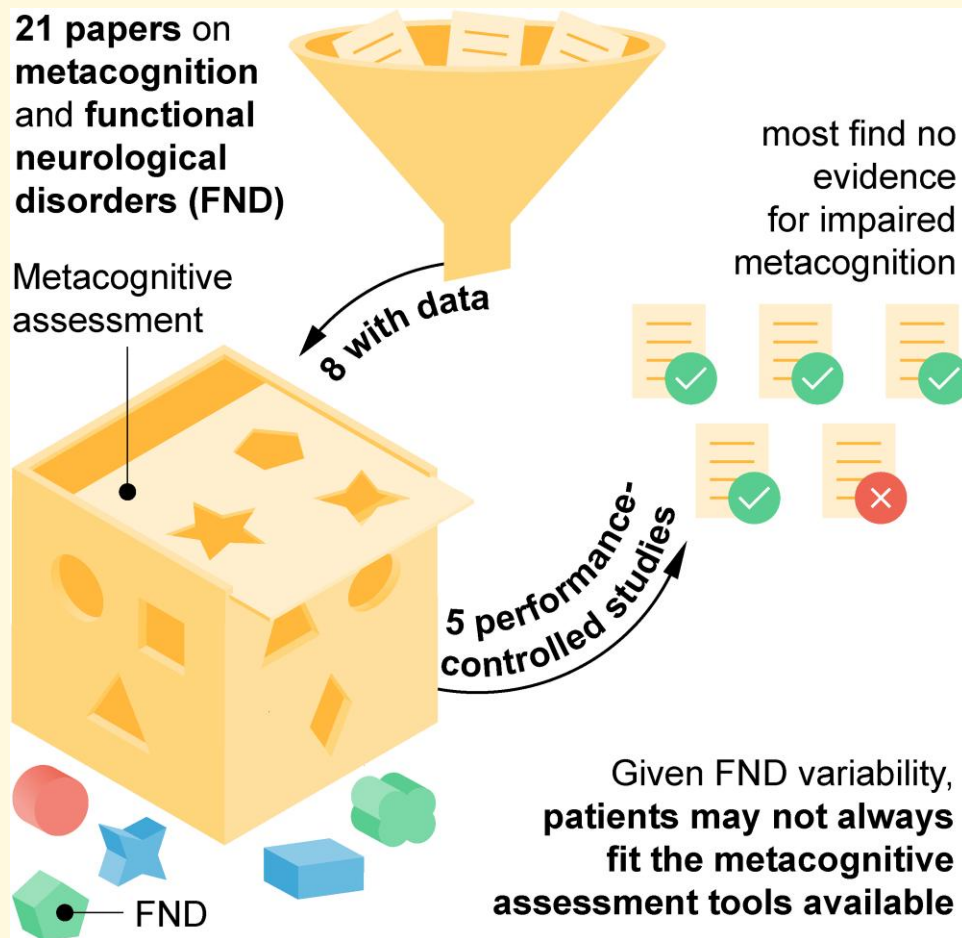 21 papers on
metacognition
and functional
neurological
disorders (FND)
Metacognitive
assessment
8 with data
most find no
evidence
for impaired
metacognition
5 performance-
controlled studies
FND
Given FND variability,
patients may not always
fit the metacognitive
assessment tools available